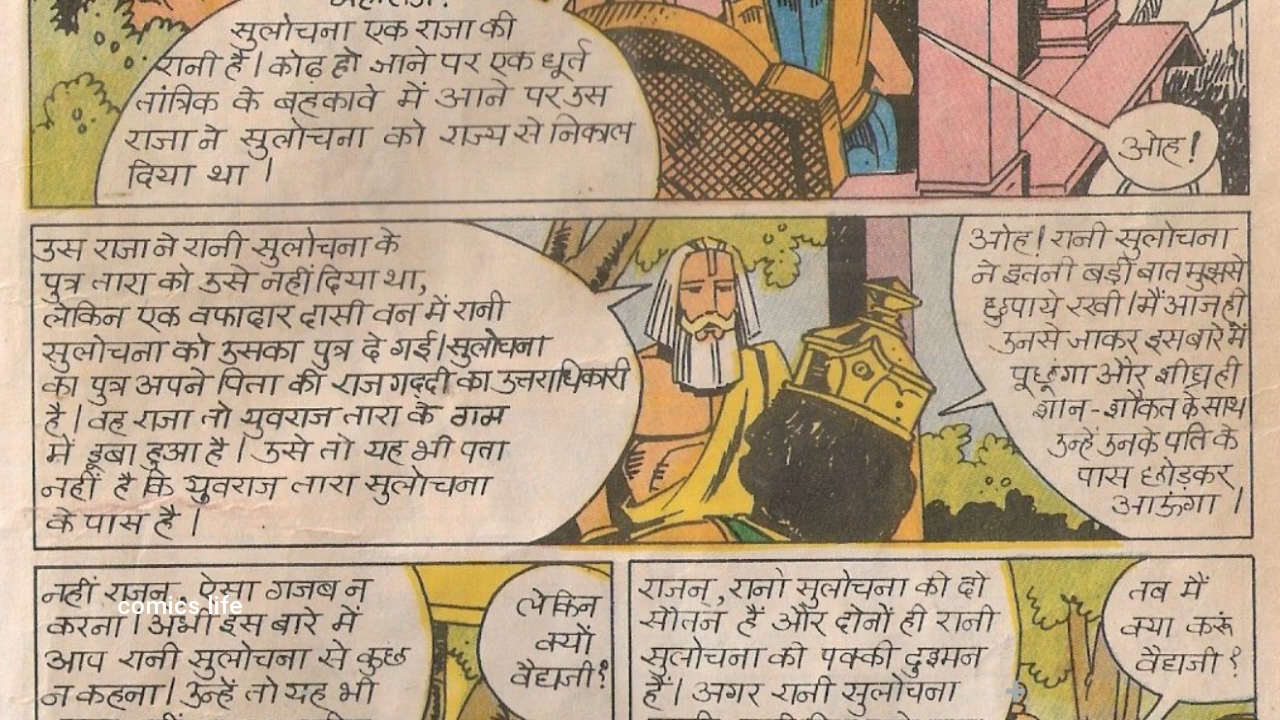 महाराज!
सुलोचना एक राजा की
रानी है। कोढ़ हो जाने पर एक धूर्त
तांत्रिक के बहकावे में आने पर उस
राजा ने सुलोचना को राज्य से निकाल
दिया था।
ओह!
उस राजा ने रानी सुलोचना के
पुत्र तारा को उसे नहीं दिया था,
लेकिन एक वफादार दासी वन में रानी
सुलोचना को उसका पुत्र दे गई। सुलोचना
का पुत्र अपने पिता की राजगद्दी का उत्तराधिकारी
है। वह राजा तो युवराज तारा के गम
में डूबा हुआ है। उसे तो यह भी पता
नहीं है कि युवराज तारा सुलोचना
के पास है।
ओह! रानी सुलोचना
ने इतनी बड़ी बात मुझसे
छुपाये रखी। मैं आज ही
उनसे जाकर इस बारे में
पूछूंगा और शीघ्र ही
शान-शौकत के साथ
उन्हें उनके पति के
पास छोड़कर
आऊंगा।
नहीं राजन, ऐसा गजब न
करना। अभी इस बारे में
आप रानी सुलोचना से कुछ
न कहना। उन्हें तो यह भी
comics.life
लेकिन
क्यों
वैद्यजी?
राजन, रानी सुलोचना की दो
सौतन हैं और दोनों ही रानी
सुलोचना की पक्की दुश्मन
हैं। अगर रानी सुलोचना
तब मैं
क्या करूं
वैद्यजी?